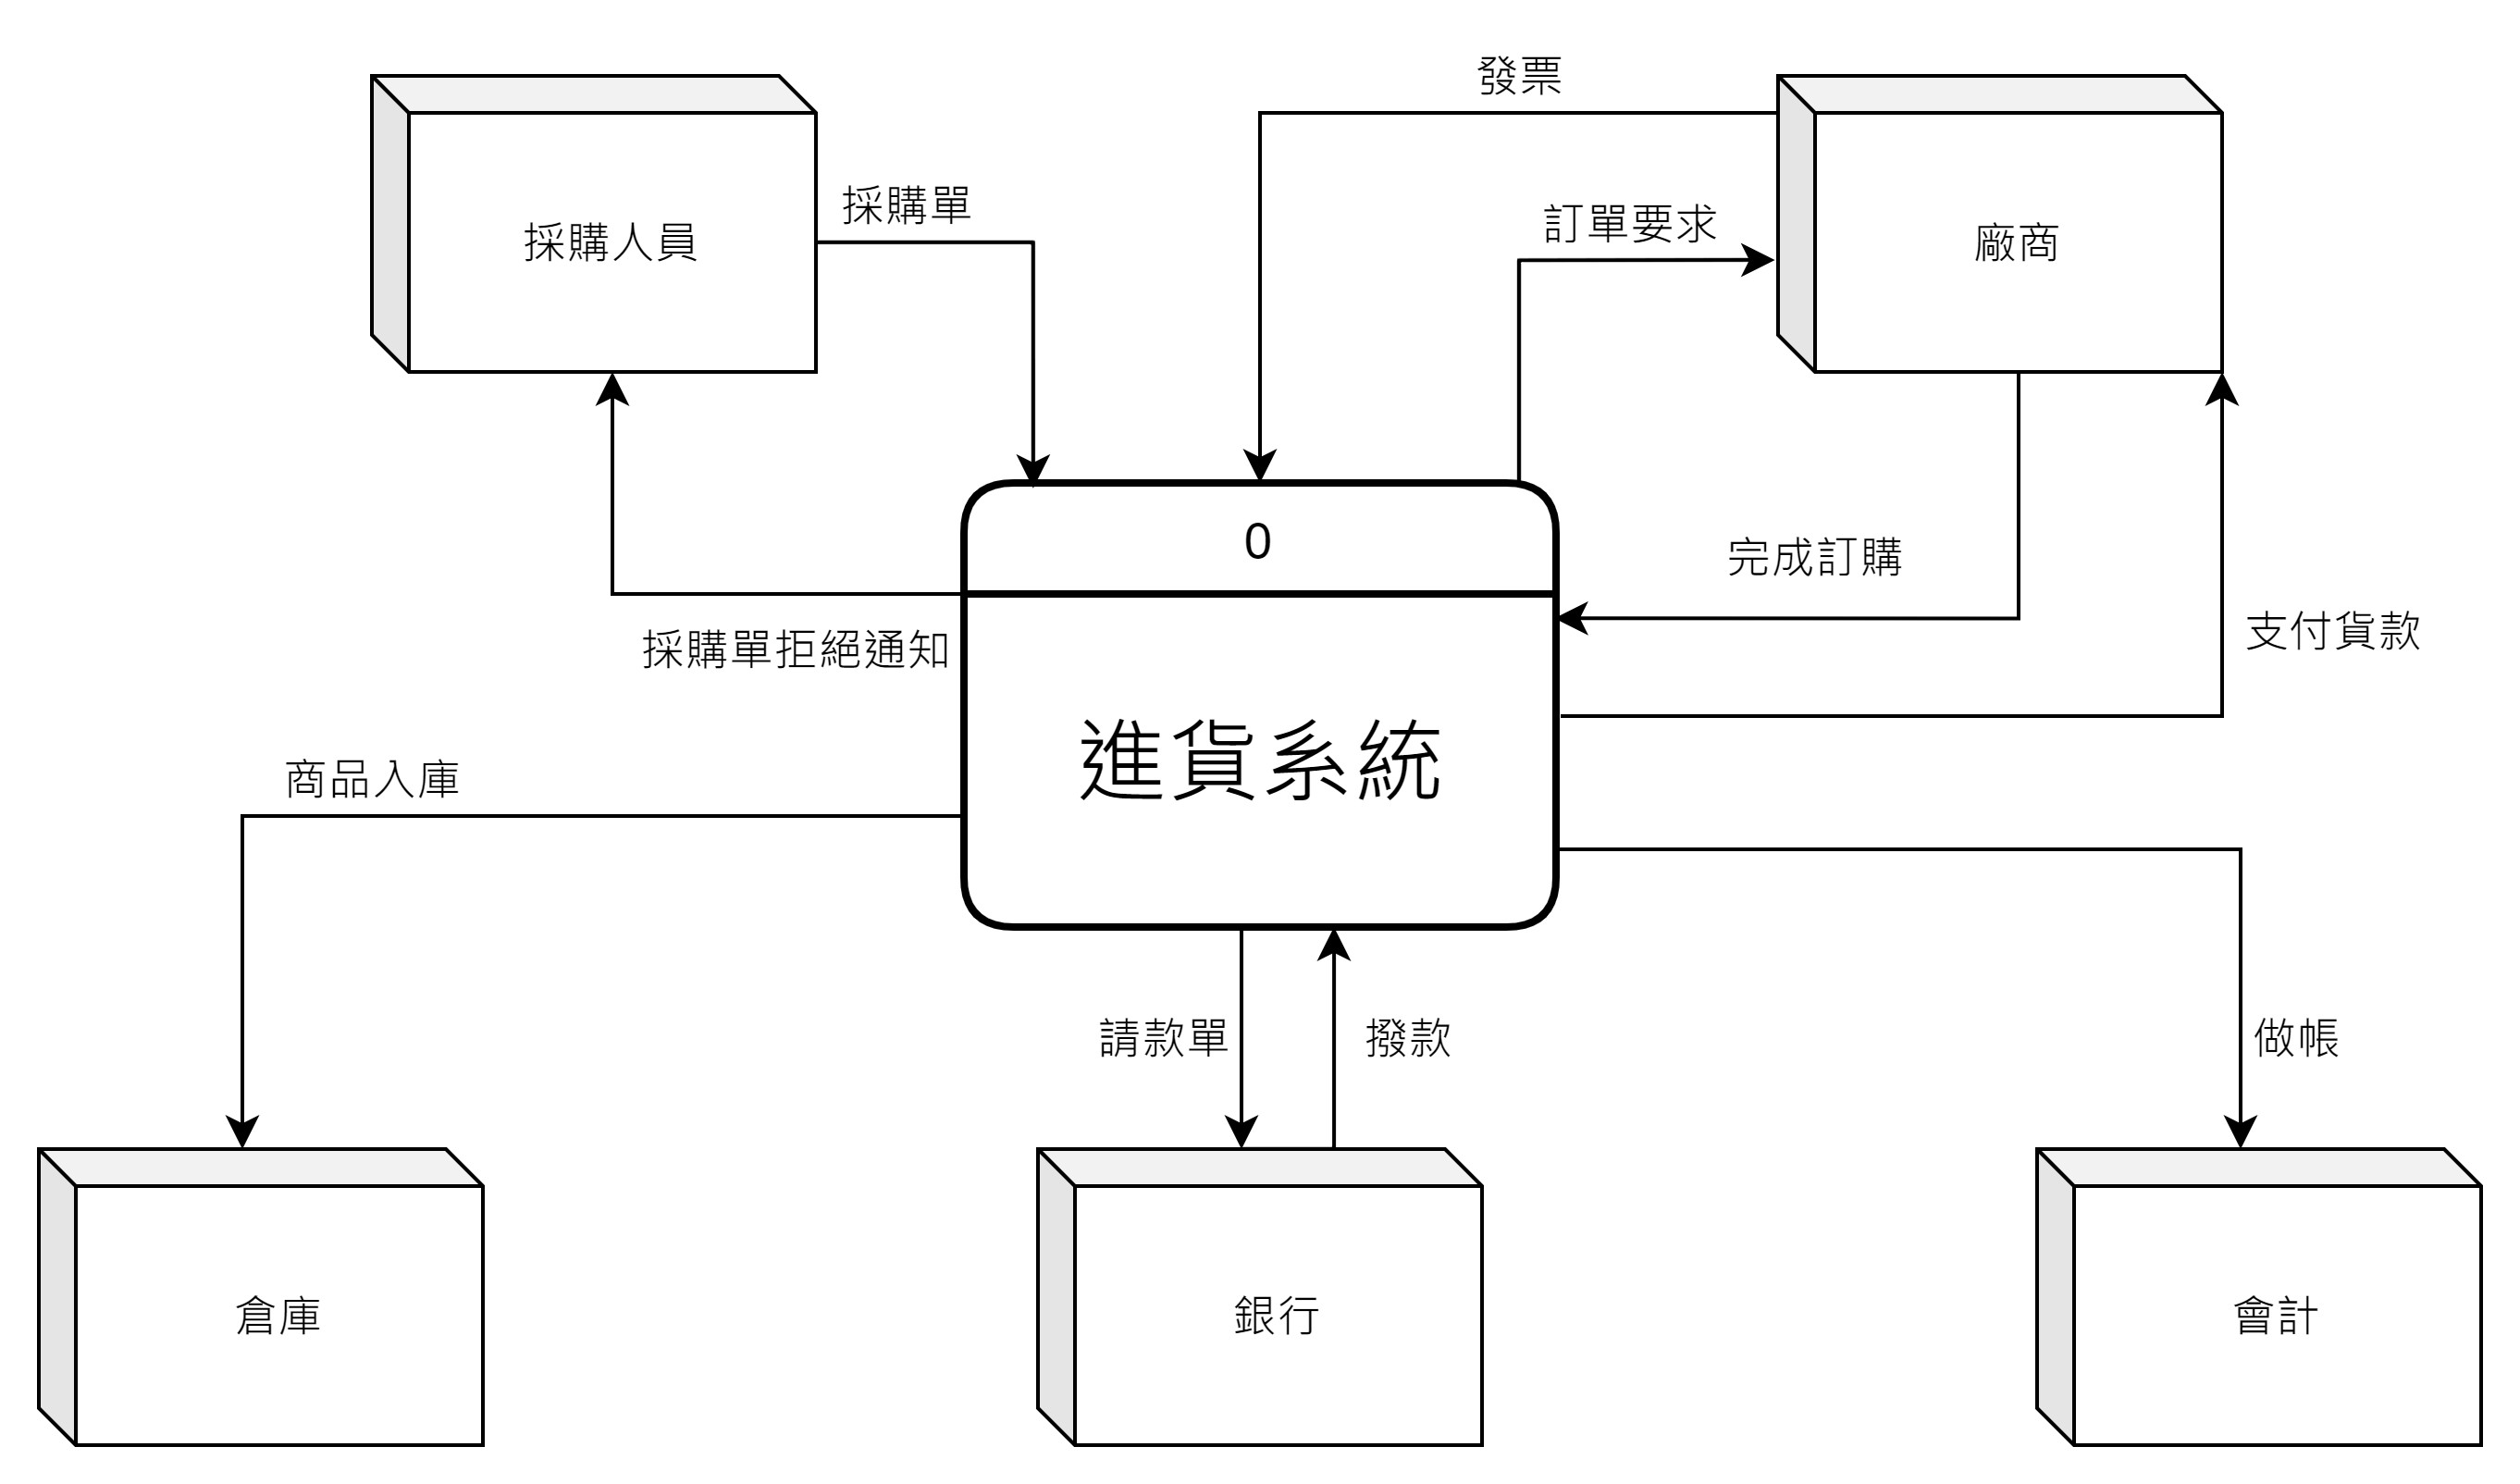 發票
採購單
訂單要求
採購人員
廠商
0
完成訂購
支付貨款
採購單拒絕通知
進貨系統
商品入庫
請款單
撥款
做帳
倉庫
銀行
會計